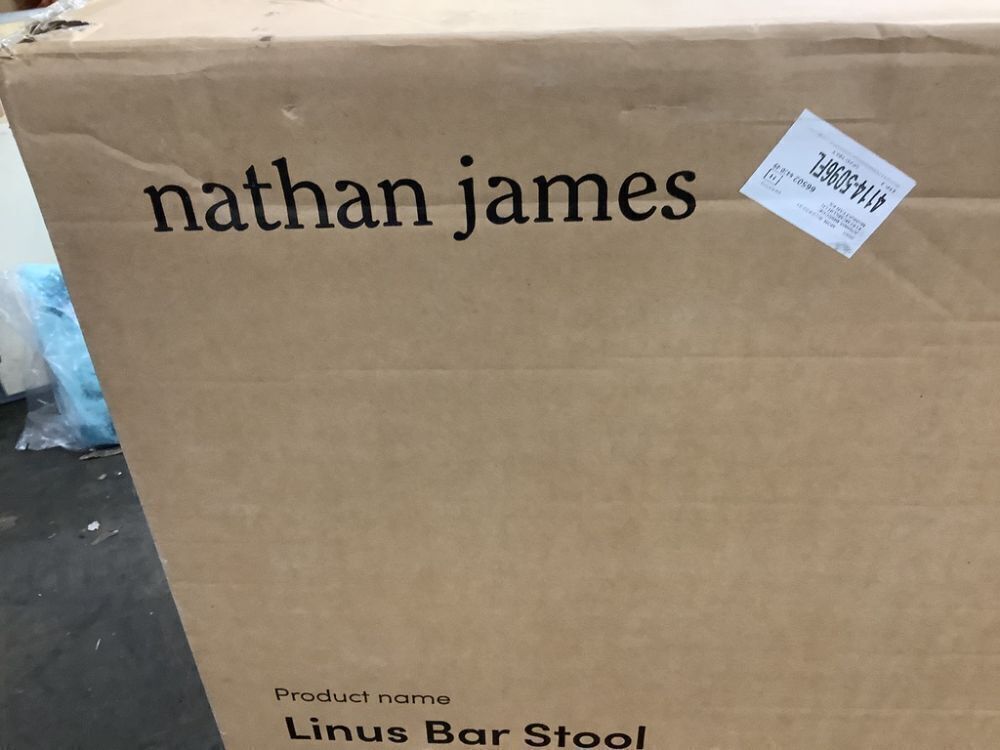 nathan james
4114-5096FL
Product name
Linus Bar Stool